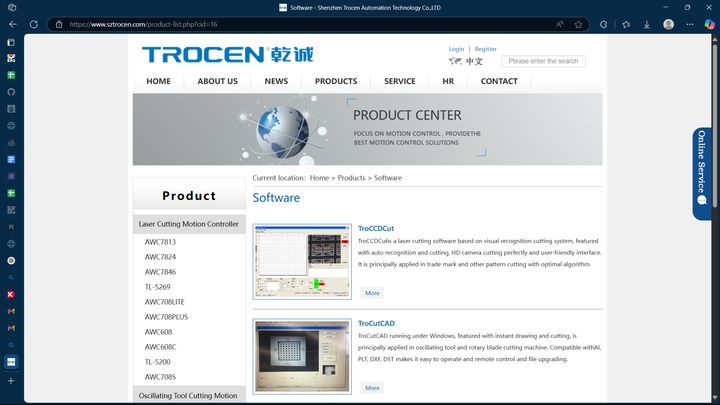 Software - Shenzhen Trocen Automation Technology Co.,LTD
https://www.sztrocen.com/product-list.php?cid=16
TROCEN 乾诚
Login | Register
中文
Please enter the search
HOME
ABOUT US
NEWS
PRODUCTS
SERVICE
HR
CONTACT
PRODUCT CENTER
FOCUS ON MOTION CONTROL , PROVIDETHE
BEST MOTION CONTROL SOLUTIONS
Online Service
Product
Laser Cutting Motion Controller
AWC7813
AWC7824
AWC7846
TL-5269
AWC708LITE
AWC708PLUS
AWC608
AWC608C
TL-5200
AWC708S
Oscillating Tool Cutting Motion
Current location: Home > Products > Software
Software
TroCCDCut
TroCCDCutis a laser cutting software based on visual recognition cutting system, featured
with auto recognition and cutting, HD camera cutting perfectly and user-friendly interface.
It is principally applied in trade mark and other pattern cutting with optimal algorithm.
More
TroCutCAD
TroCutCAD running under Windows, featured with instant drawing and cutting, is
principally applied in oscillating tool and rotary blade cutting machine. Compatible withAI,
PLT, DXF, DST makes it easy to operate and remote control and file upgrading.
More